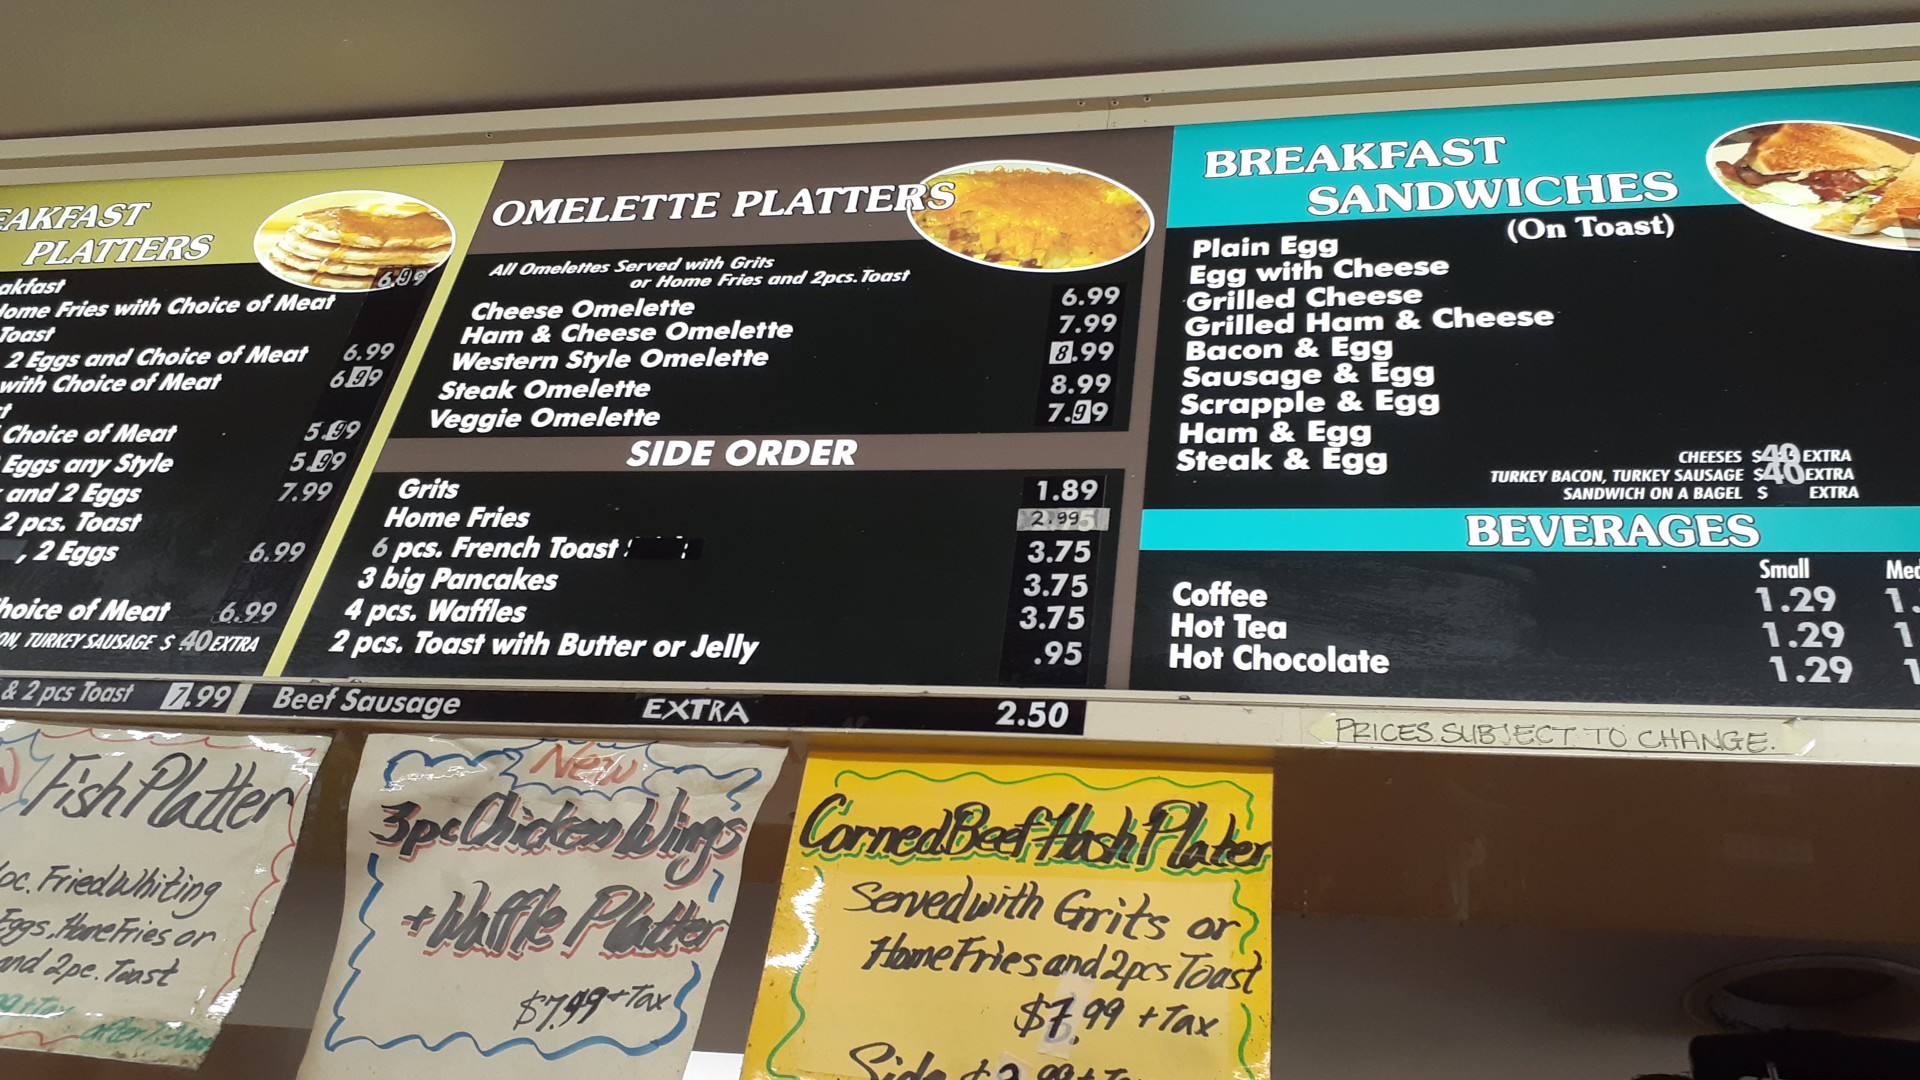 PLATTERS
6.99
Home Fries with Choice of Meat
Toast
2 Eggs and Choice of Meat 6.99
with Choice of Meat 6.99
Choice of Meat 5.99
Eggs any Style 5.99
and 2 Eggs 7.99
2 pcs. Toast
, 2 Eggs 6.99
Choice of Meat 6.99
TURKEY SAUSAGE $ .40 EXTRA
& 2 pcs Toast 7.99
OMELETTE PLATTERS
All Omelettes Served with Grits
or Home Fries and 2pcs. Toast
Cheese Omelette 6.99
Ham & Cheese Omelette 7.99
Western Style Omelette 8.99
Steak Omelette 8.99
Veggie Omelette 7.99
SIDE ORDER
Grits 1.89
Home Fries 2.99
6 pcs. French Toast 3.75
3 big Pancakes 3.75
4 pcs. Waffles 3.75
2 pcs. Toast with Butter or Jelly .95
Beef Sausage EXTRA 2.50
BREAKFAST
SANDWICHES
(On Toast)
Plain Egg
Egg with Cheese
Grilled Cheese
Grilled Ham & Cheese
Bacon & Egg
Sausage & Egg
Scrapple & Egg
Ham & Egg
Steak & Egg
CHEESES $ 40 EXTRA
TURKEY BACON, TURKEY SAUSAGE $ 40 EXTRA
SANDWICH ON A BAGEL $ EXTRA
BEVERAGES
Small
Coffee 1.29
Hot Tea 1.29
Hot Chocolate 1.29
PRICES SUBJECT TO CHANGE.
Fish Platter
Fried Whiting
Eggs, Home Fries or
and 2pc. Toast
New
3pc Chicken Wings
+ Waffle Platter
$7.99 + Tax
Corned Beef Hash Plater
Served with Grits or
Home Fries and 2pcs Toast
$7.99 + Tax
Side